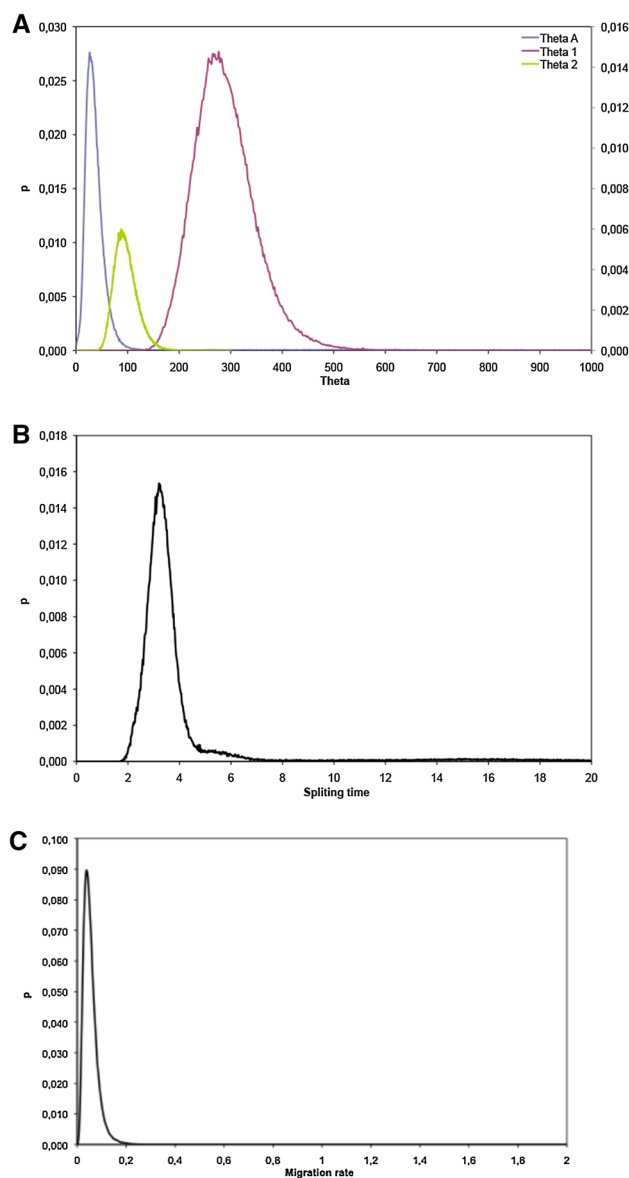 A
0,030
0,025
0,020
0,015
0,010
0,005
0,000
p
0,016
0,014
0,012
0,010
0,008
0,006
0,004
0,002
0,000
Theta A
Theta 1
Theta 2
0 100 200 300 400 500 600 700 800 900 1000
Theta
B
0,018
0,016
0,014
0,012
0,010
0,008
0,006
0,004
0,002
0,000
p
0 2 4 6 8 10 12 14 16 18 20
Spliting time
C
0,100
0,090
0,080
0,070
0,060
0,050
0,040
0,030
0,020
0,010
0,000
p
0 0,2 0,4 0,6 0,8 1 1,2 1,4 1,6 1,8 2
Migration rate